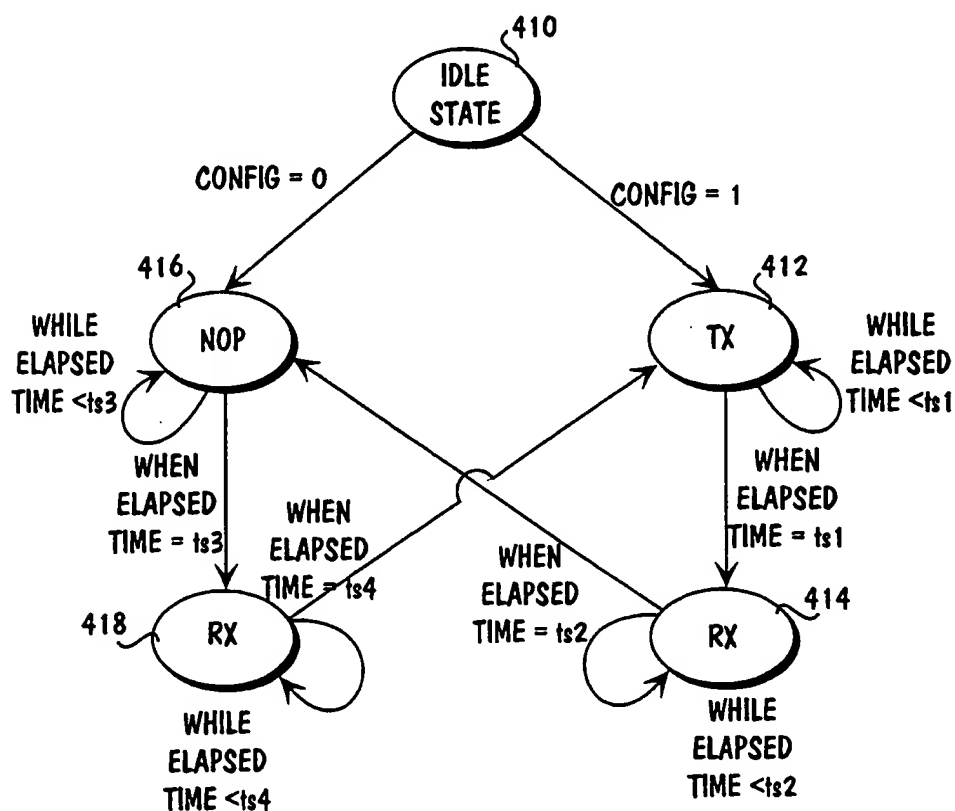 410
IDLE
STATE
CONFIG = 0
CONFIG = 1
416
412
NOP
TX
WHILE
ELAPSED
TIME <ts3
WHILE
ELAPSED
TIME <ts1
WHEN
ELAPSED
TIME = ts3
WHEN
ELAPSED
TIME = ts4
WHEN
ELAPSED
TIME = ts2
WHEN
ELAPSED
TIME = ts1
418
RX
414
RX
WHILE
ELAPSED
TIME <ts4
WHILE
ELAPSED
TIME <ts2